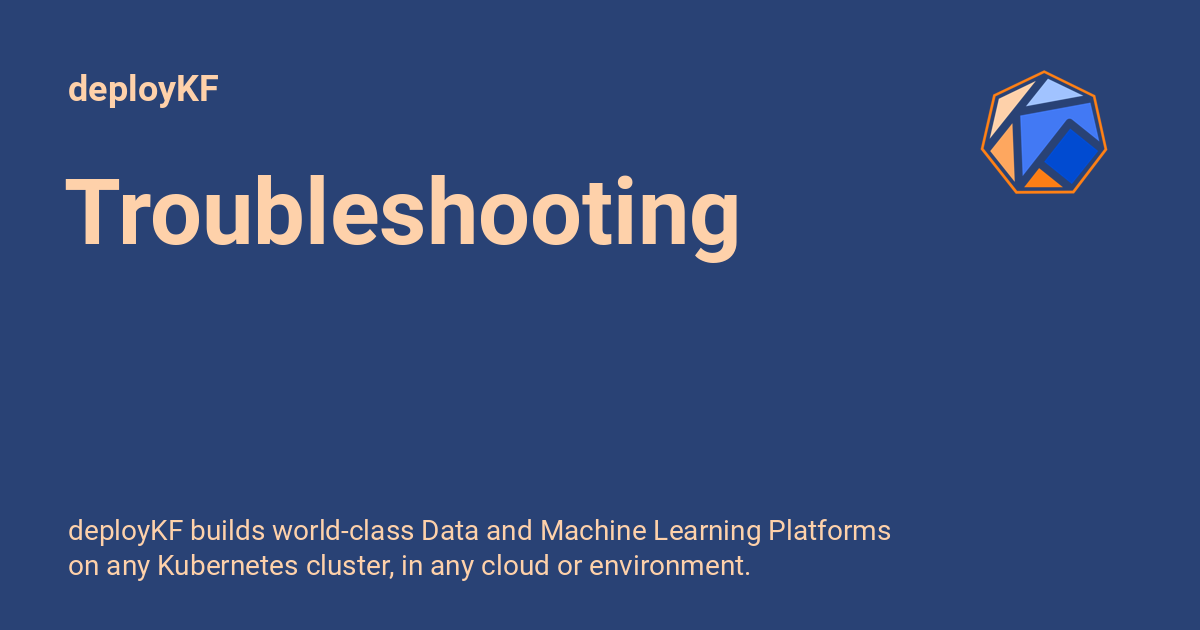 deployKF
Troubleshooting
deployKF builds world-class Data and Machine Learning Platforms
on any Kubernetes cluster, in any cloud or environment.